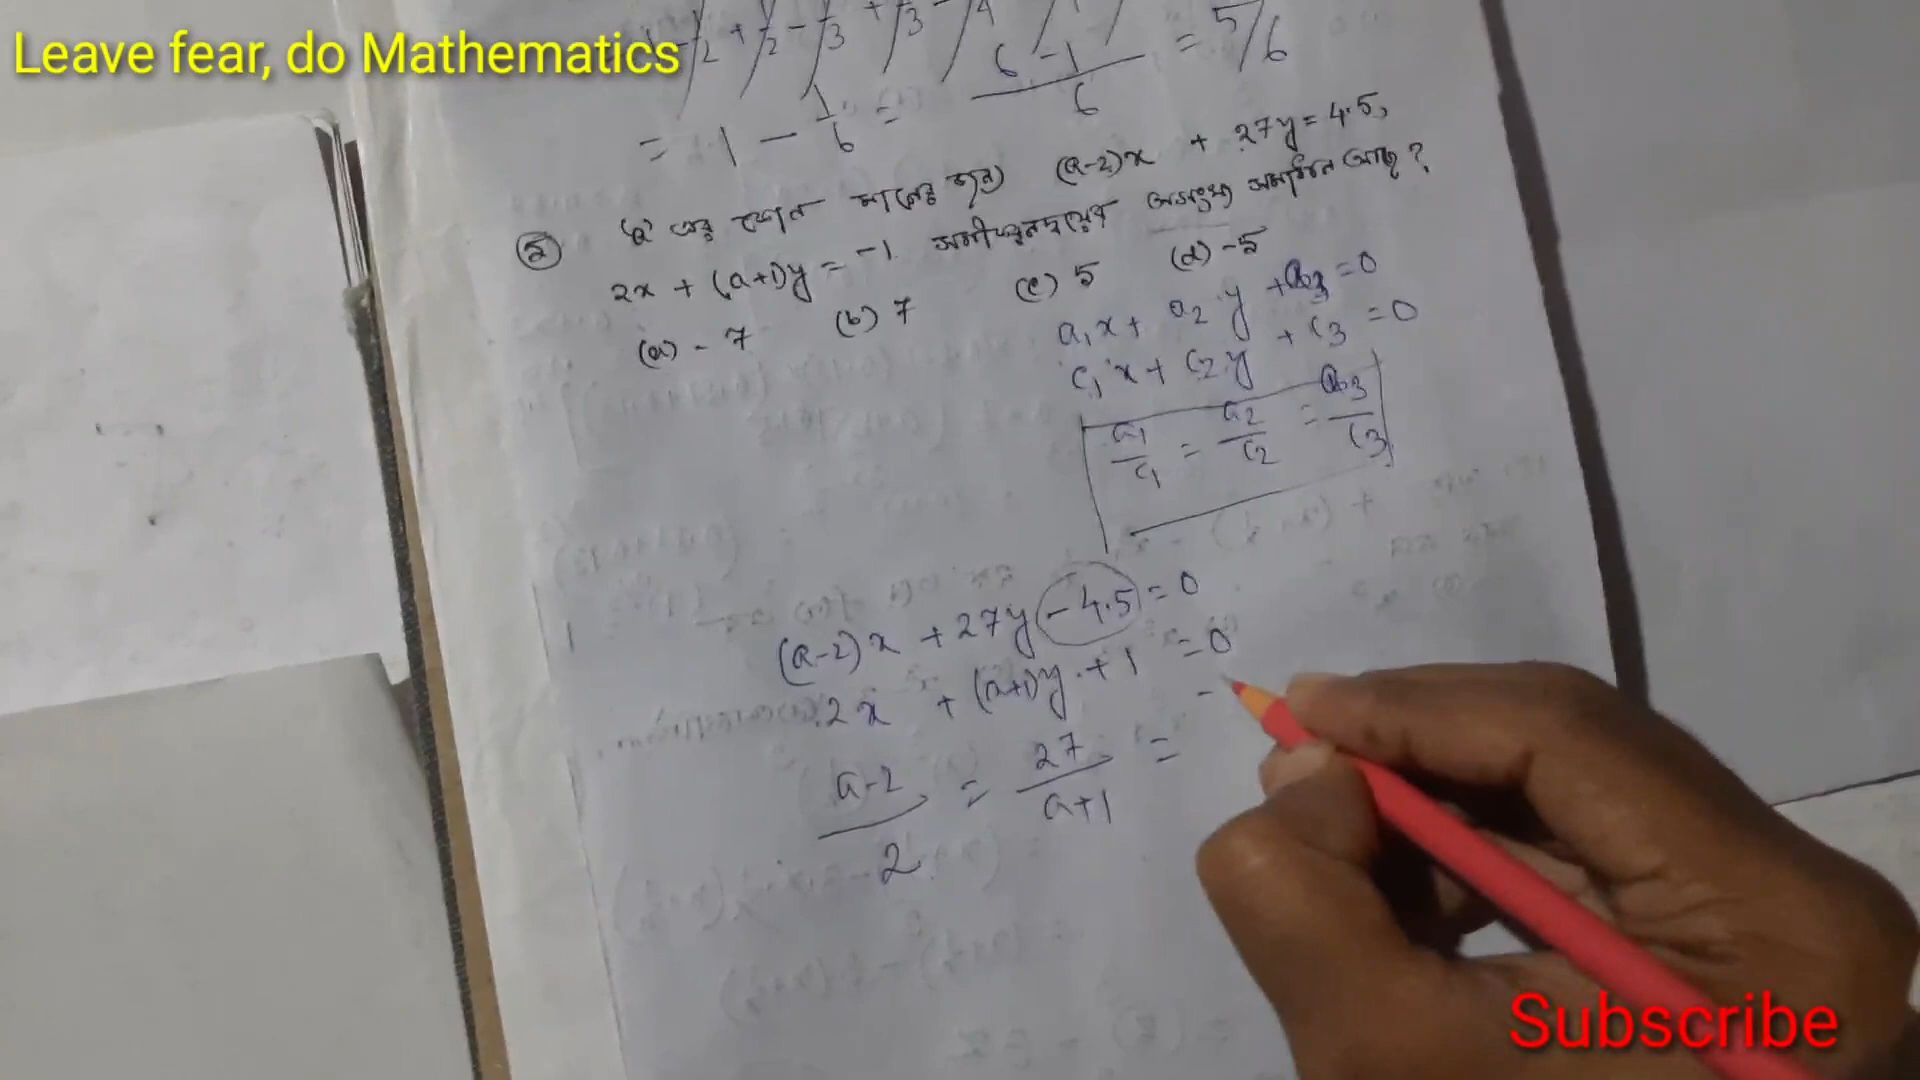 Leave fear, do Mathematics
6 - 1 / 6 = 5/6
= 1 - 1/6 =
② 'a' এর কোন মানের জন্য (a-2)x + 27y = 4.5,
2x + (a+1)y = -1 সমীকরণদ্বয়ের অসংখ্য সমাধান আছে?
(a) - 7 (b) 7 (c) 5 (d) -5
a₁x + a₂y + a₃ = 0
c₁x + c₂y + c₃ = 0
a₁/c₁ = a₂/c₂ = a₃/c₃
(a-2)x + 27y - 4.5 = 0
2x + (a+1)y + 1 = 0
a-2 / 2 = 27 / a+1 = -
Subscribe